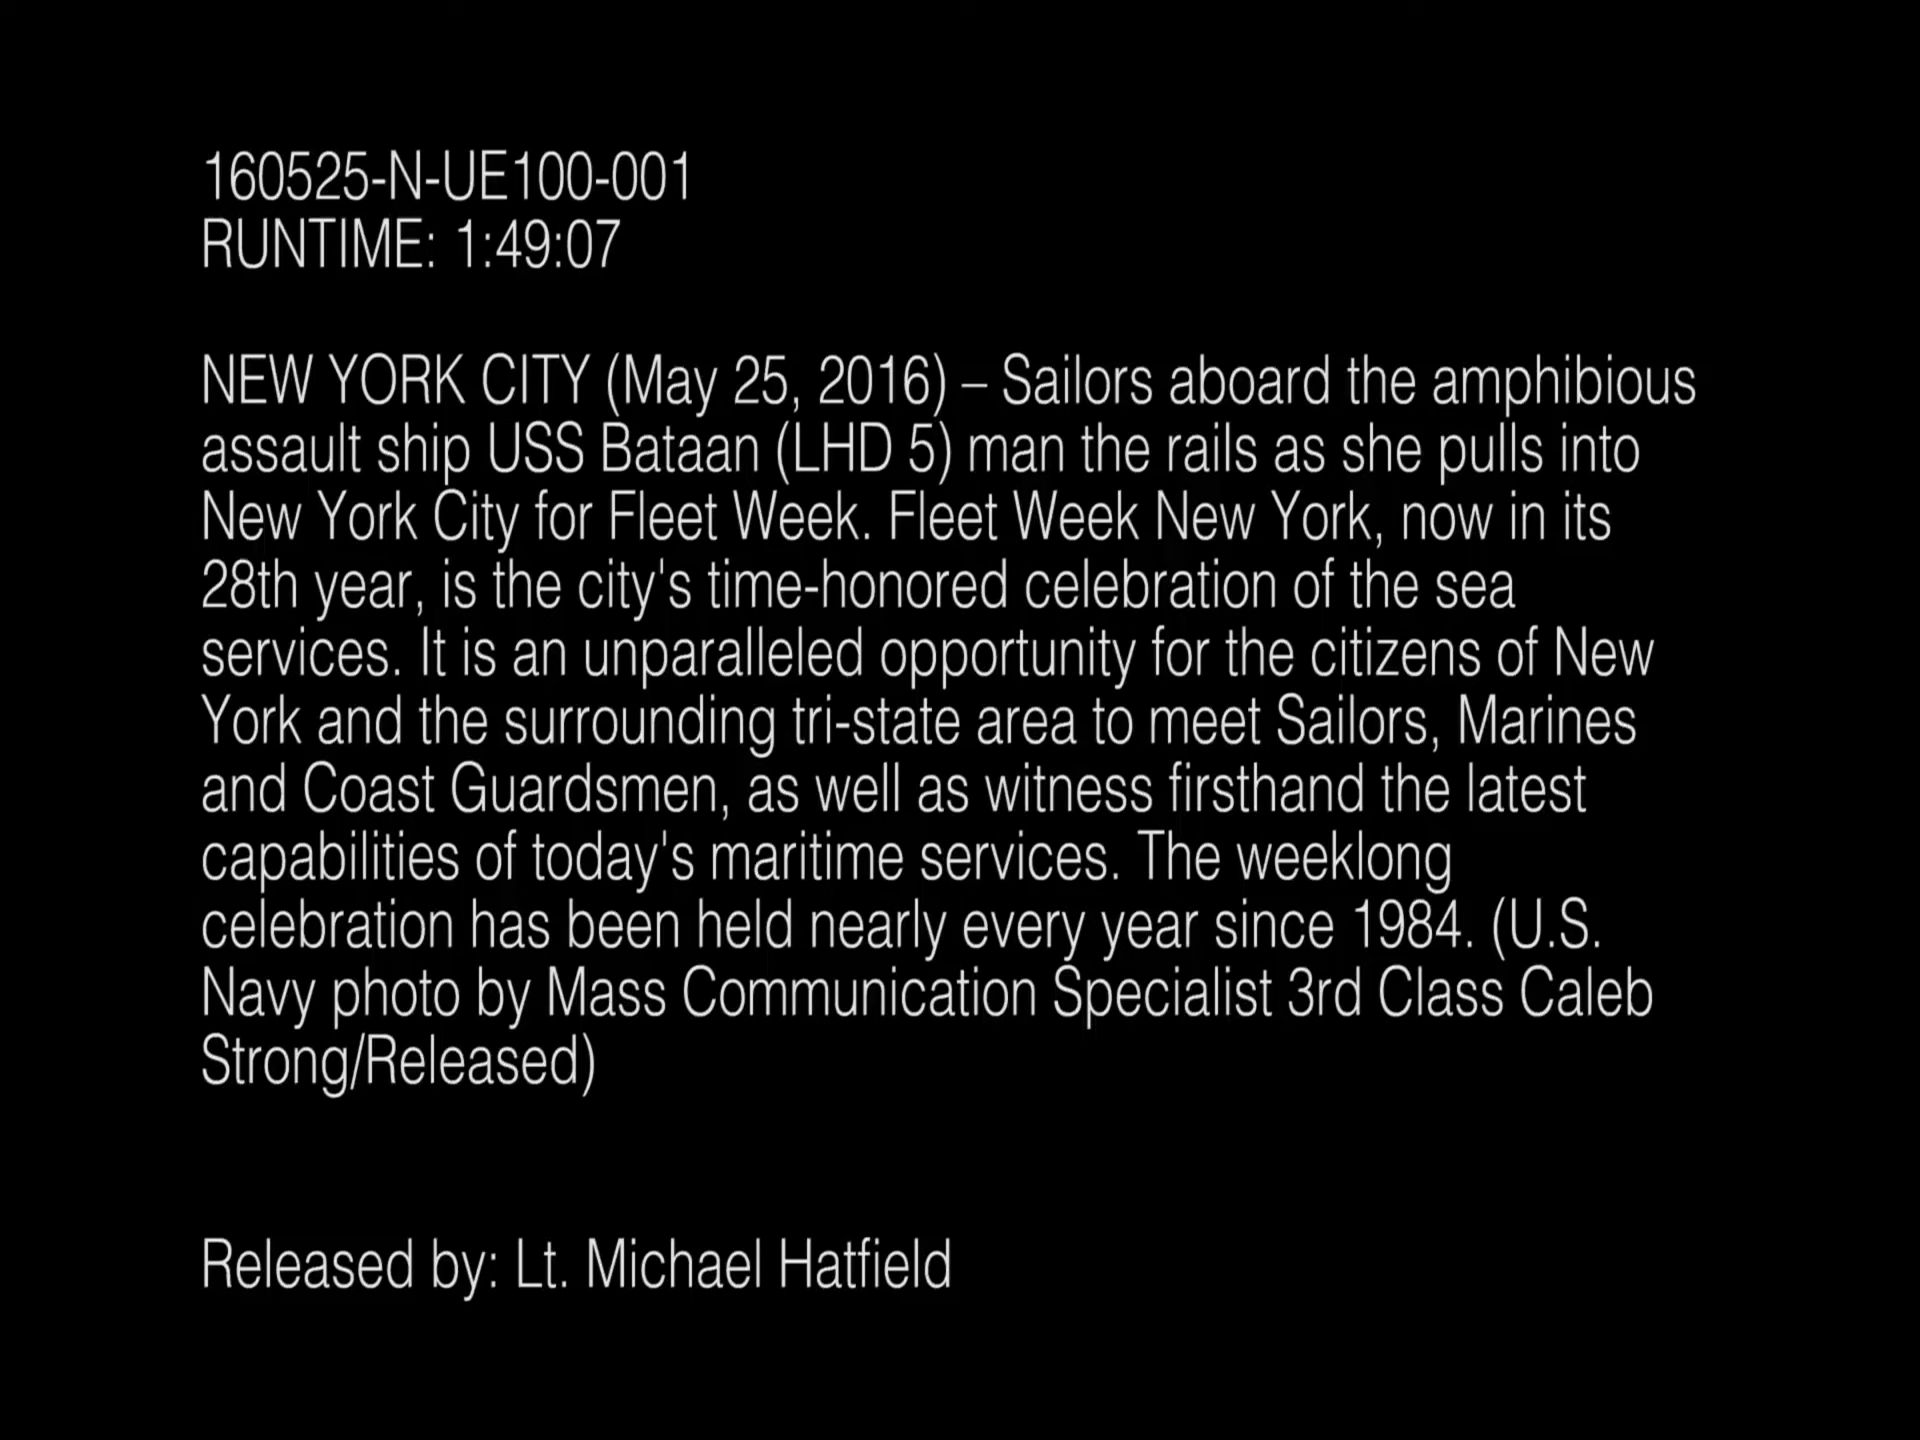 160525-N-UE100-001
RUNTIME: 1:49:07
NEW YORK CITY (May 25, 2016) – Sailors aboard the amphibious
assault ship USS Bataan (LHD 5) man the rails as she pulls into
New York City for Fleet Week. Fleet Week New York, now in its
28th year, is the city's time-honored celebration of the sea
services. It is an unparalleled opportunity for the citizens of New
York and the surrounding tri-state area to meet Sailors, Marines
and Coast Guardsmen, as well as witness firsthand the latest
capabilities of today's maritime services. The weeklong
celebration has been held nearly every year since 1984. (U.S.
Navy photo by Mass Communication Specialist 3rd Class Caleb
Strong/Released)
Released by: Lt. Michael Hatfield